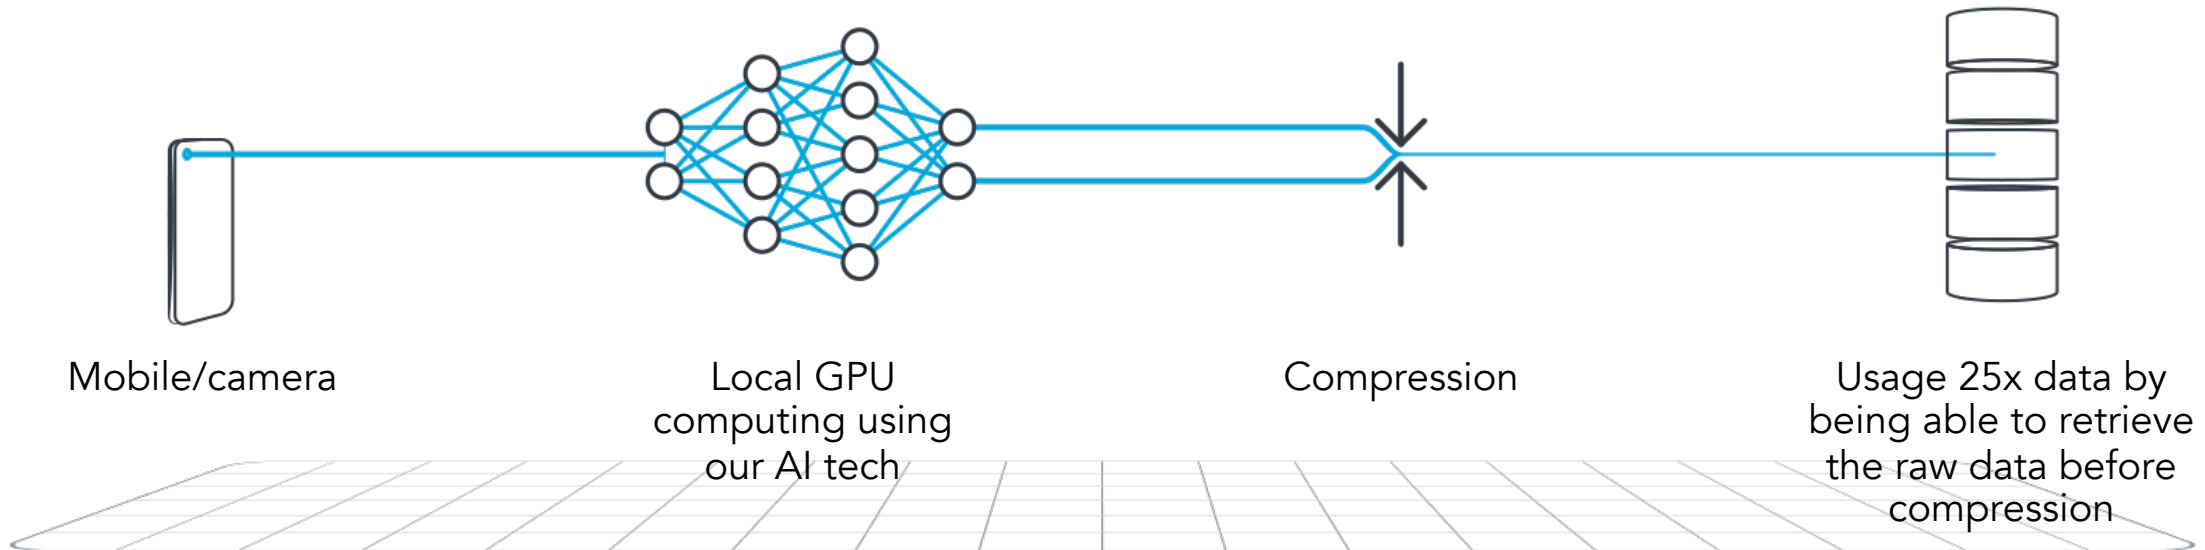 Mobile/camera
Local GPU
computing using
our AI tech
Compression
Usage 25x data by
being able to retrieve
the raw data before
compression